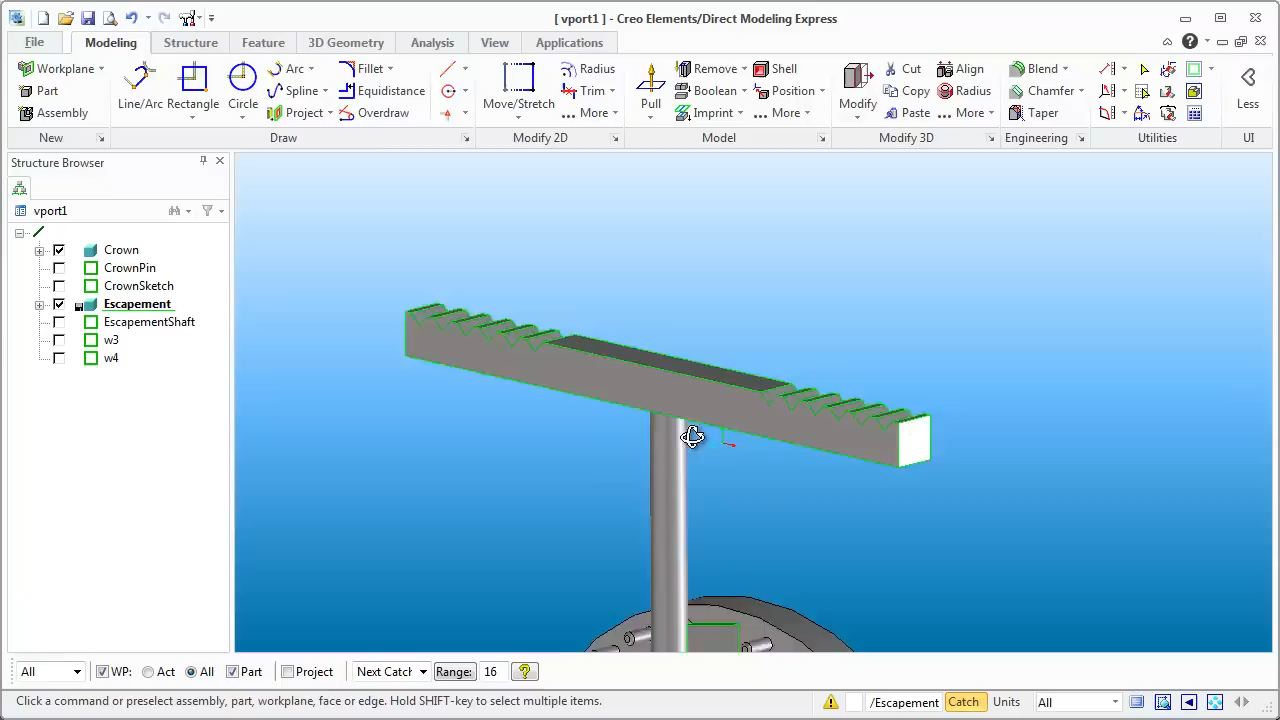 [ vport1 ] - Creo Elements/Direct Modeling Express
File Modeling Structure Feature 3D Geometry Analysis View Applications
Workplane Line/Arc Rectangle Circle Arc Fillet Move/Stretch Radius Pull Remove Shell Modify Cut Align Blend Less
Part Spline Equidistance Trim Boolean Position Copy Radius Chamfer
Assembly Project Overdraw ... More Imprint ... More Paste ... More Taper
New Draw Modify 2D Model Modify 3D Engineering Utilities UI
Structure Browser
vport1
Crown
CrownPin
CrownSketch
Escapement
EscapementShaft
w3
w4
All WP: Act All Part Project Next Catch Range: 16 ?
Click a command or preselect assembly, part, workplane, face or edge. Hold SHIFT-key to select multiple items. /Escapement Catch Units All